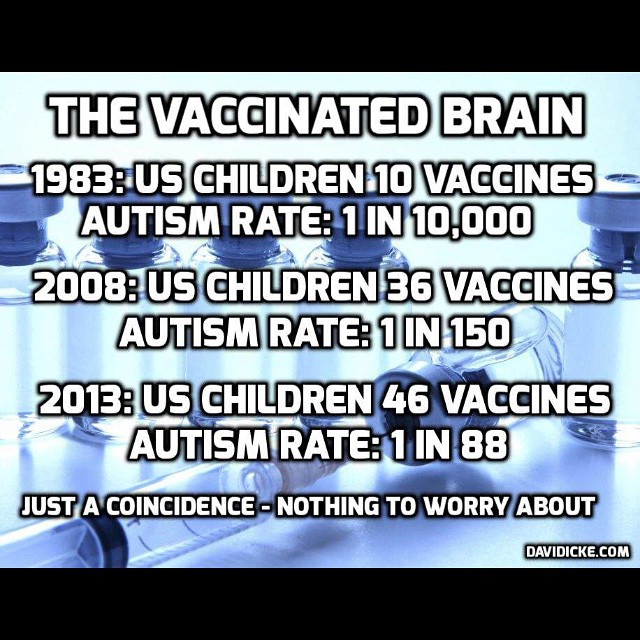 THE VACCINATED BRAIN
1983: US CHILDREN 10 VACCINES
AUTISM RATE: 1 IN 10,000
2008: US CHILDREN 36 VACCINES
AUTISM RATE: 1 IN 150
2013: US CHILDREN 46 VACCINES
AUTISM RATE: 1 IN 88
JUST A COINCIDENCE - NOTHING TO WORRY ABOUT
DAVIDICKE.COM